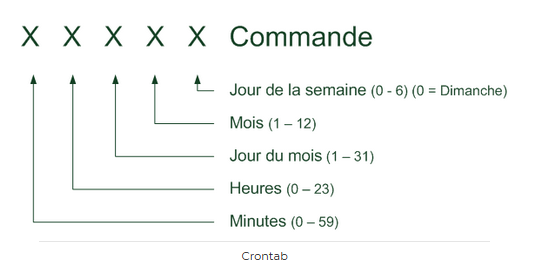 X X X X X Commande
Jour de la semaine (0 - 6) (0 = Dimanche)
Mois (1 – 12)
Jour du mois (1 – 31)
Heures (0 – 23)
Minutes (0 – 59)
Crontab